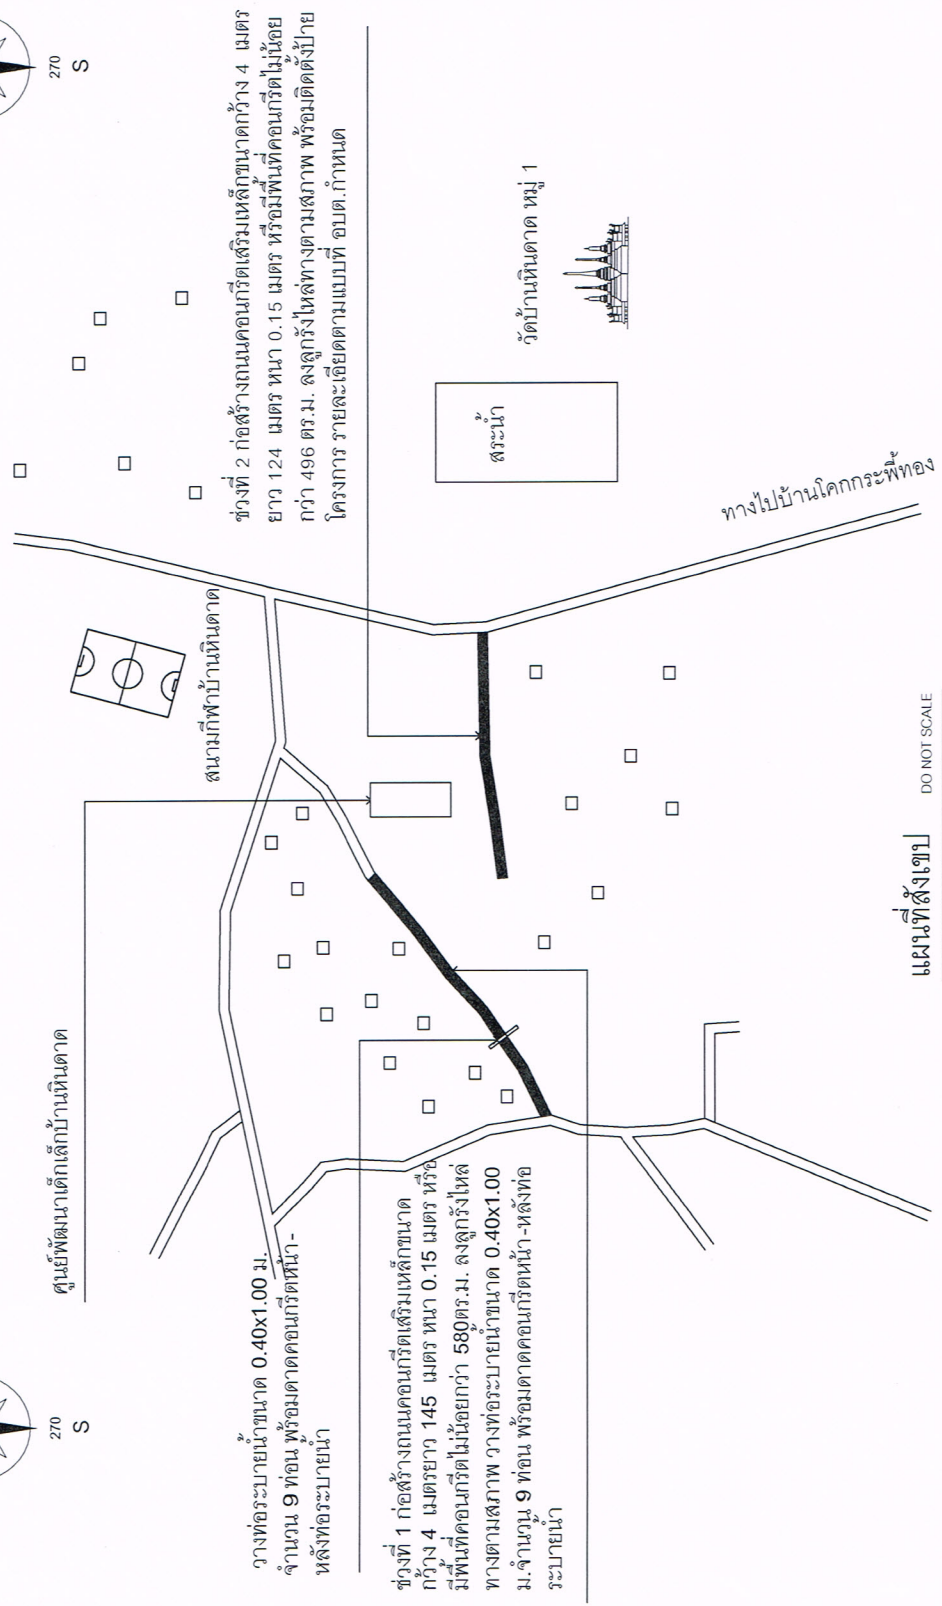 270
S
270
S
ศูนย์พัฒนาเด็กเล็กบ้านหินดาด
สนามกีฬาบ้านหินดาด
ช่วงที่ 2 ก่อสร้างถนนคอนกรีตเสริมเหล็กขนาดกว้าง 4 เมตร
ยาว 124 เมตร หนา 0.15 เมตร หรือมีพื้นที่คอนกรีตไม่น้อย
กว่า 496 ตร.ม. ลงลูกรังไหล่ทางตามสภาพ พร้อมติดตั้งป้าย
โครงการ รายละเอียดตามแบบที่ อบต.กำหนด
วางท่อระบายน้ำขนาด 0.40x1.00 ม.
จำนวน 9 ท่อน พร้อมดาดคอนกรีตหน้า-
หลังท่อระบายน้ำ
ช่วงที่ 1 ก่อสร้างถนนคอนกรีตเสริมเหล็กขนาด
กว้าง 4 เมตรยาว 145 เมตร หนา 0.15 เมตร หรือ
มีพื้นที่คอนกรีตไม่น้อยกว่า 580ตร.ม. ลงลูกรังไหล่
ทางตามสภาพ วางท่อระบายน้ำขนาด 0.40x1.00
ม.จำนวน 9 ท่อน พร้อมดาดคอนกรีตหน้า-หลังท่อ
ระบายน้ำ
สระน้ำ
วัดบ้านหินดาด หมู่ 1
ทางไปบ้านโคกกระพี้ทอง
แผนที่สังเขป
DO NOT SCALE